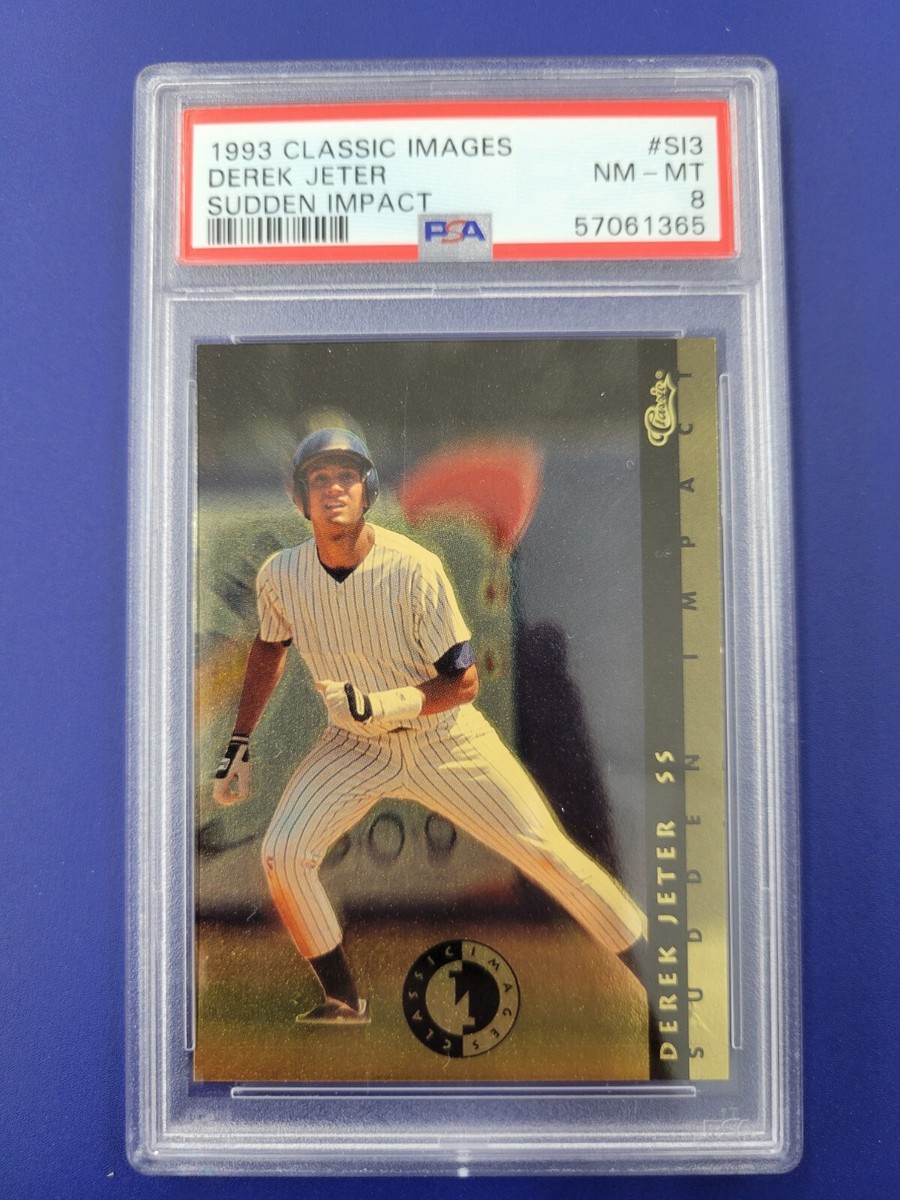 1993 CLASSIC IMAGES #SI3
DEREK JETER NM - MT
SUDDEN IMPACT 8
PSA 57061365
Classic®
SUDDEN IMPACT
DEREK JETER SS
CLASSIC IMAGES